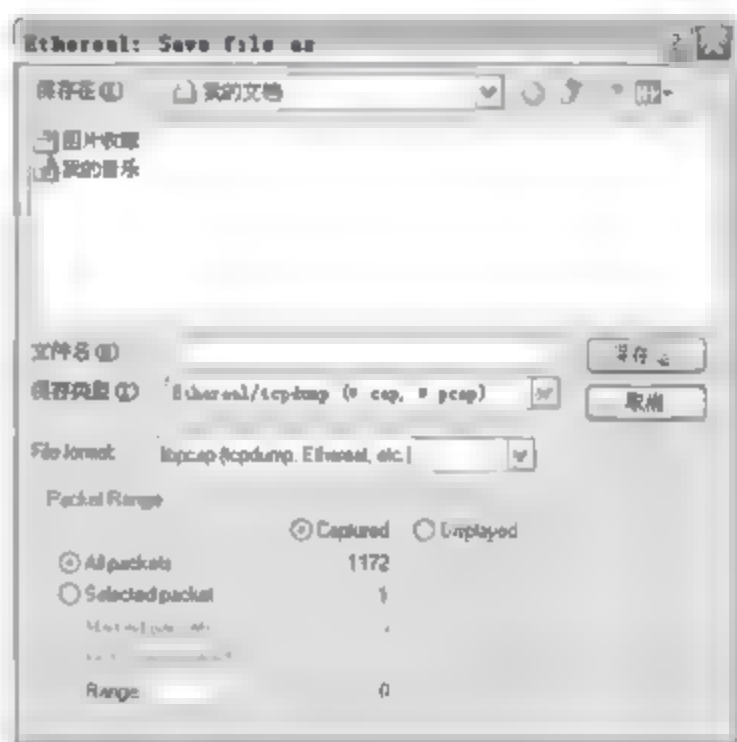 Ethereal: Save file as
保存在(I) 我的文档
图片收藏
我的音乐
文件名(N) 保存
保存类型(T) Ethereal/tcpdump (*.cap, *.pcap) 取消
File format: libpcap (tcpdump, Ethereal, etc.)
Packet Range
Captured Displayed
All packets 1172
Selected packet 1
Range 0